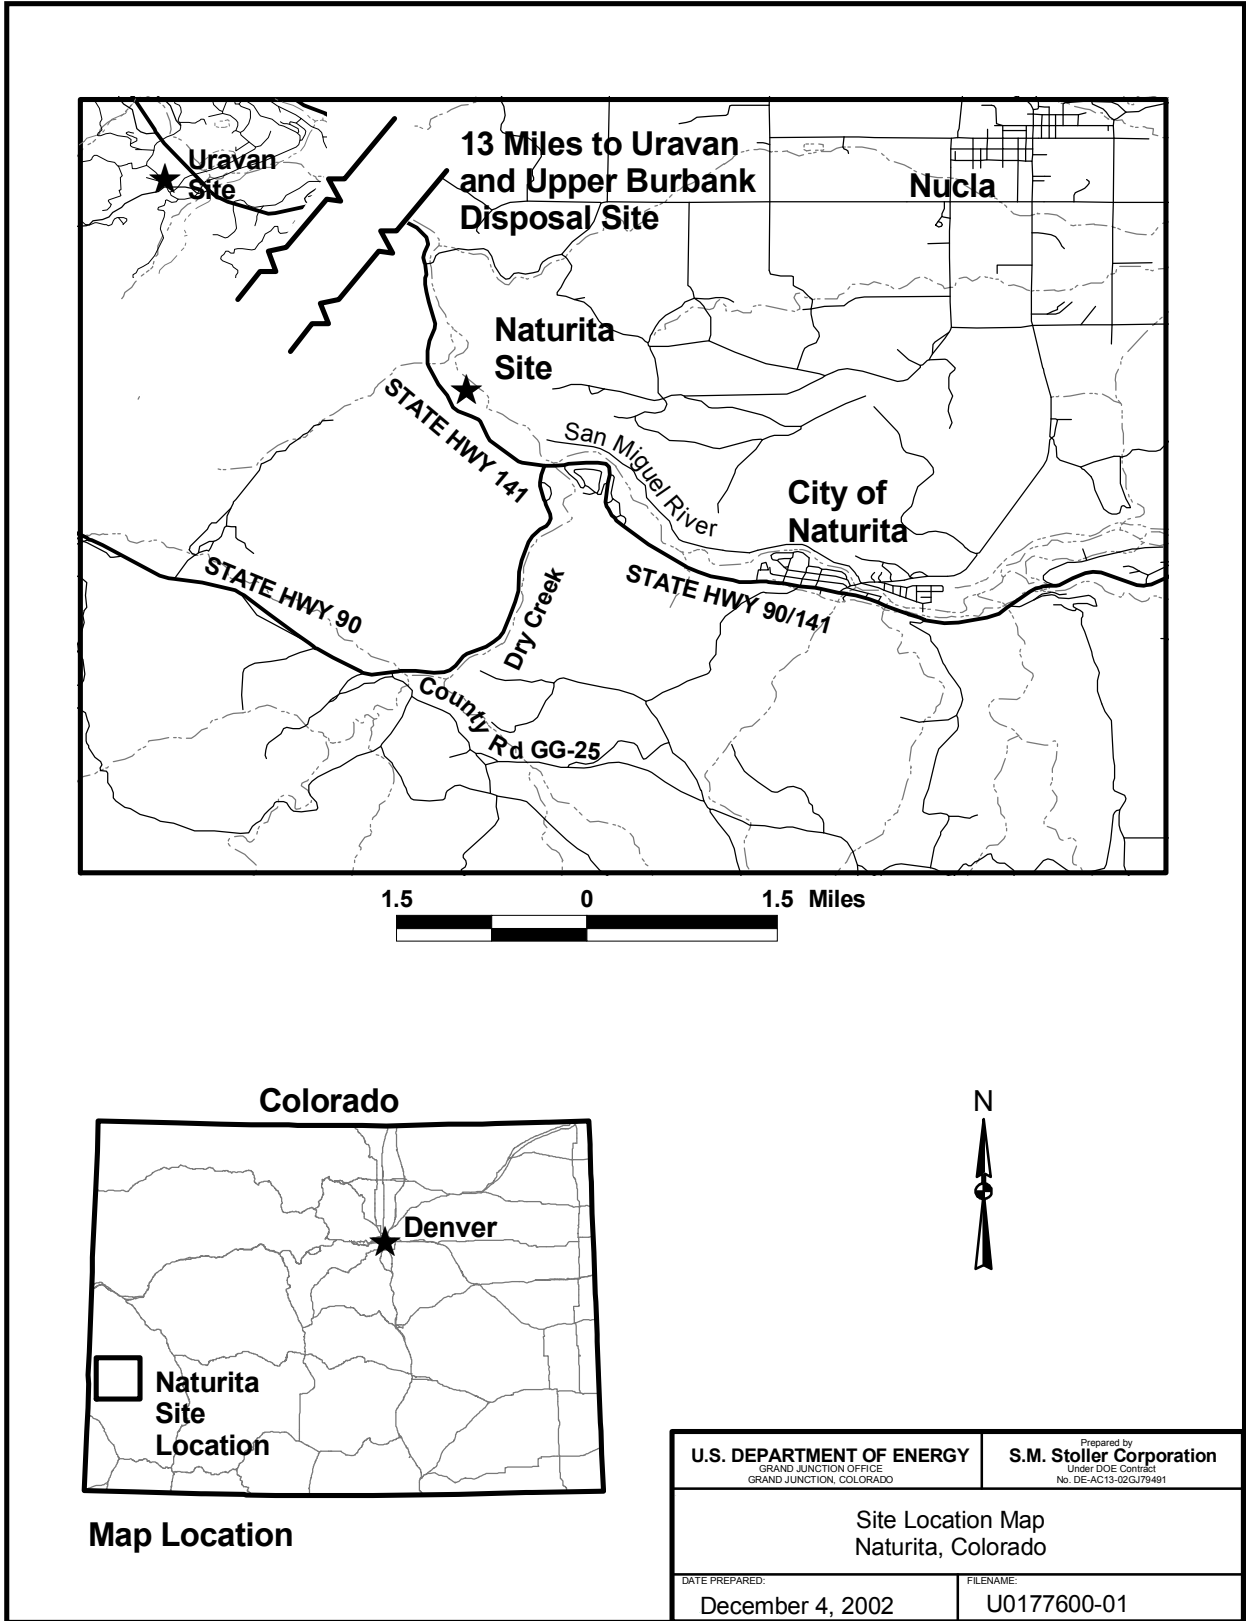 13 Miles to Uravan
and Upper Burbank
Disposal Site
Uravan
Site
Nucla
Naturita
Site
STATE HWY 141
San Miguel River
City of
Naturita
STATE HWY 90
Dry Creek
STATE HWY 90/141
County Rd GG-25
1.5 0 1.5 Miles
Colorado
N
Denver
Naturita
Site
Location
Map Location
U.S. DEPARTMENT OF ENERGY
GRAND JUNCTION OFFICE
GRAND JUNCTION, COLORADO
Prepared by
S.M. Stoller Corporation
Under DOE Contract
No. DE-AC13-02GJ79491
Site Location Map
Naturita, Colorado
DATE PREPARED:
December 4, 2002
FILENAME:
U0177600-01